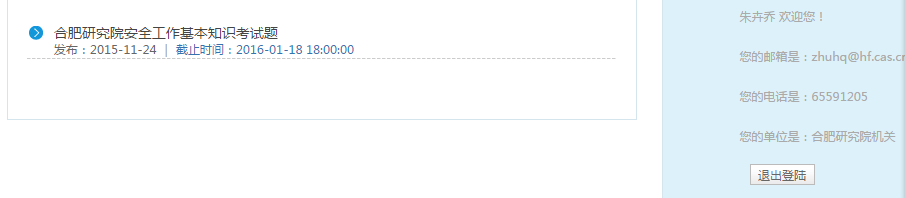 合肥研究院安全工作基本知识考试题
发布：2015-11-24 | 截止时间：2016-01-18 18:00:00
朱卉乔 欢迎您！
您的邮箱是：zhuhq@hf.cas.cn
您的电话是：65591205
您的单位是：合肥研究院机关
退出登陆